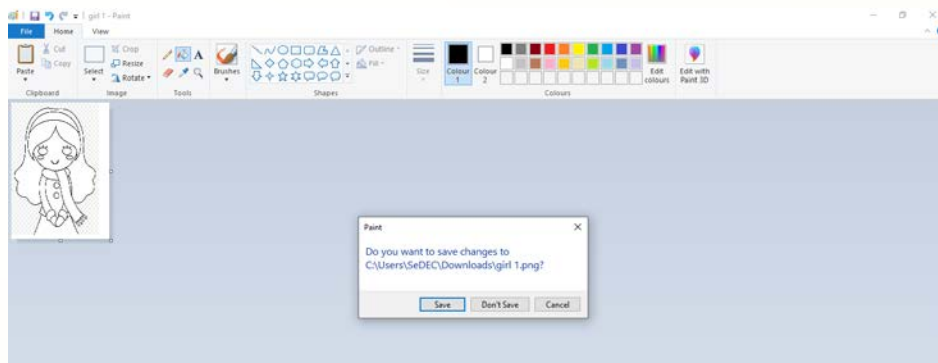 girl 1 - Paint
File Home View
Paste
Cut
Copy
Clipboard
Select
Crop
Resize
Rotate
Image
A
Tools
Brushes
Outline
Fill
Shapes
Size
Colour 1
Colour 2
Edit colours
Colours
Edit with Paint 3D
Paint
Do you want to save changes to
C:\Users\SeDEC\Downloads\girl 1.png?
Save Don't Save Cancel